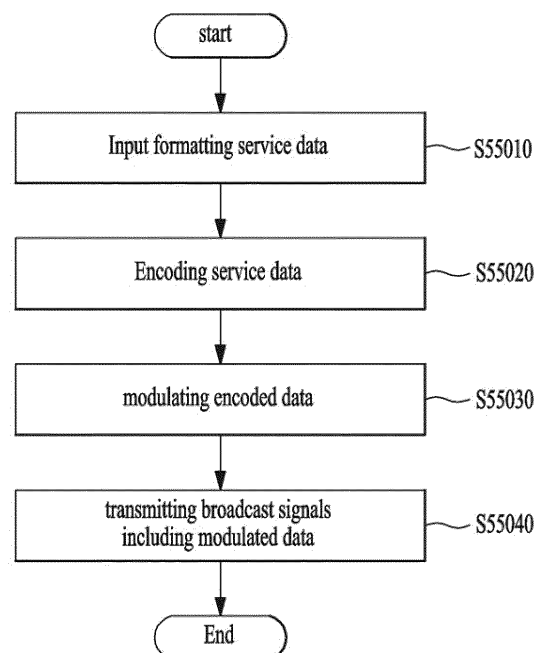 start
Input formatting service data
S55010
Encoding service data
S55020
modulating encoded data
S55030
transmitting broadcast signals
including modulated data
S55040
End